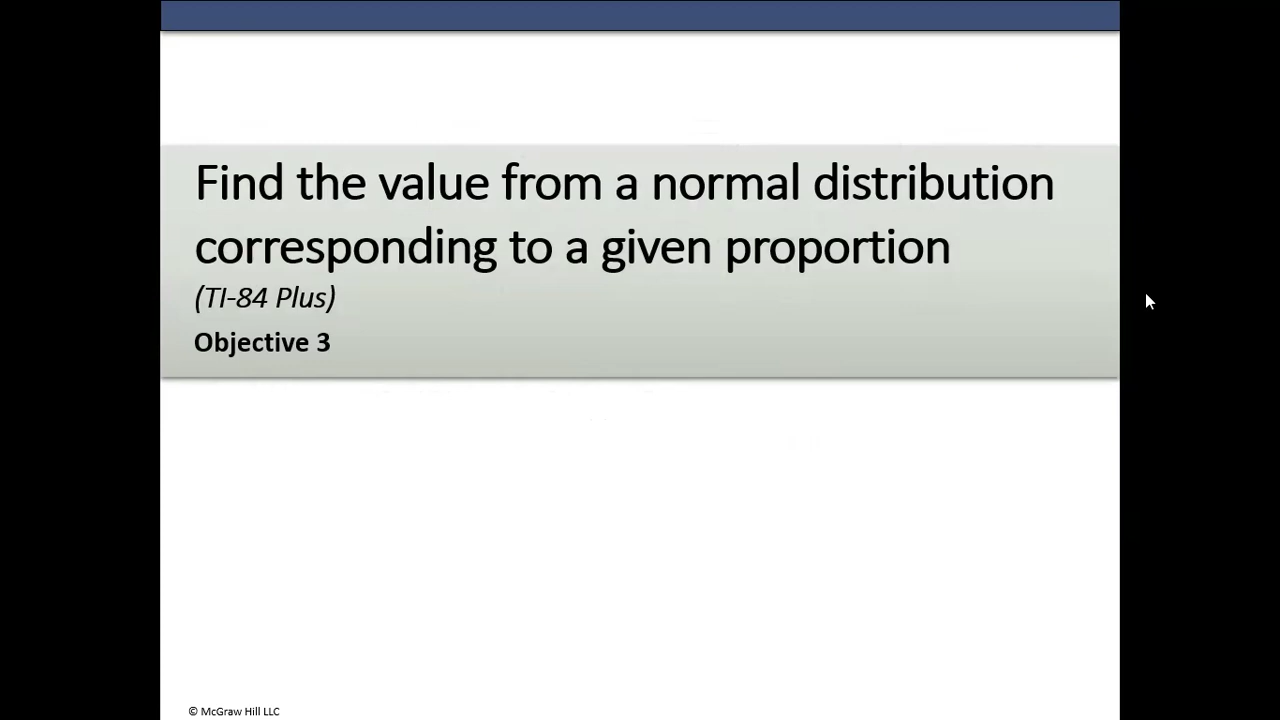 Find the value from a normal distribution
corresponding to a given proportion
(TI-84 Plus)
Objective 3
© McGraw Hill LLC